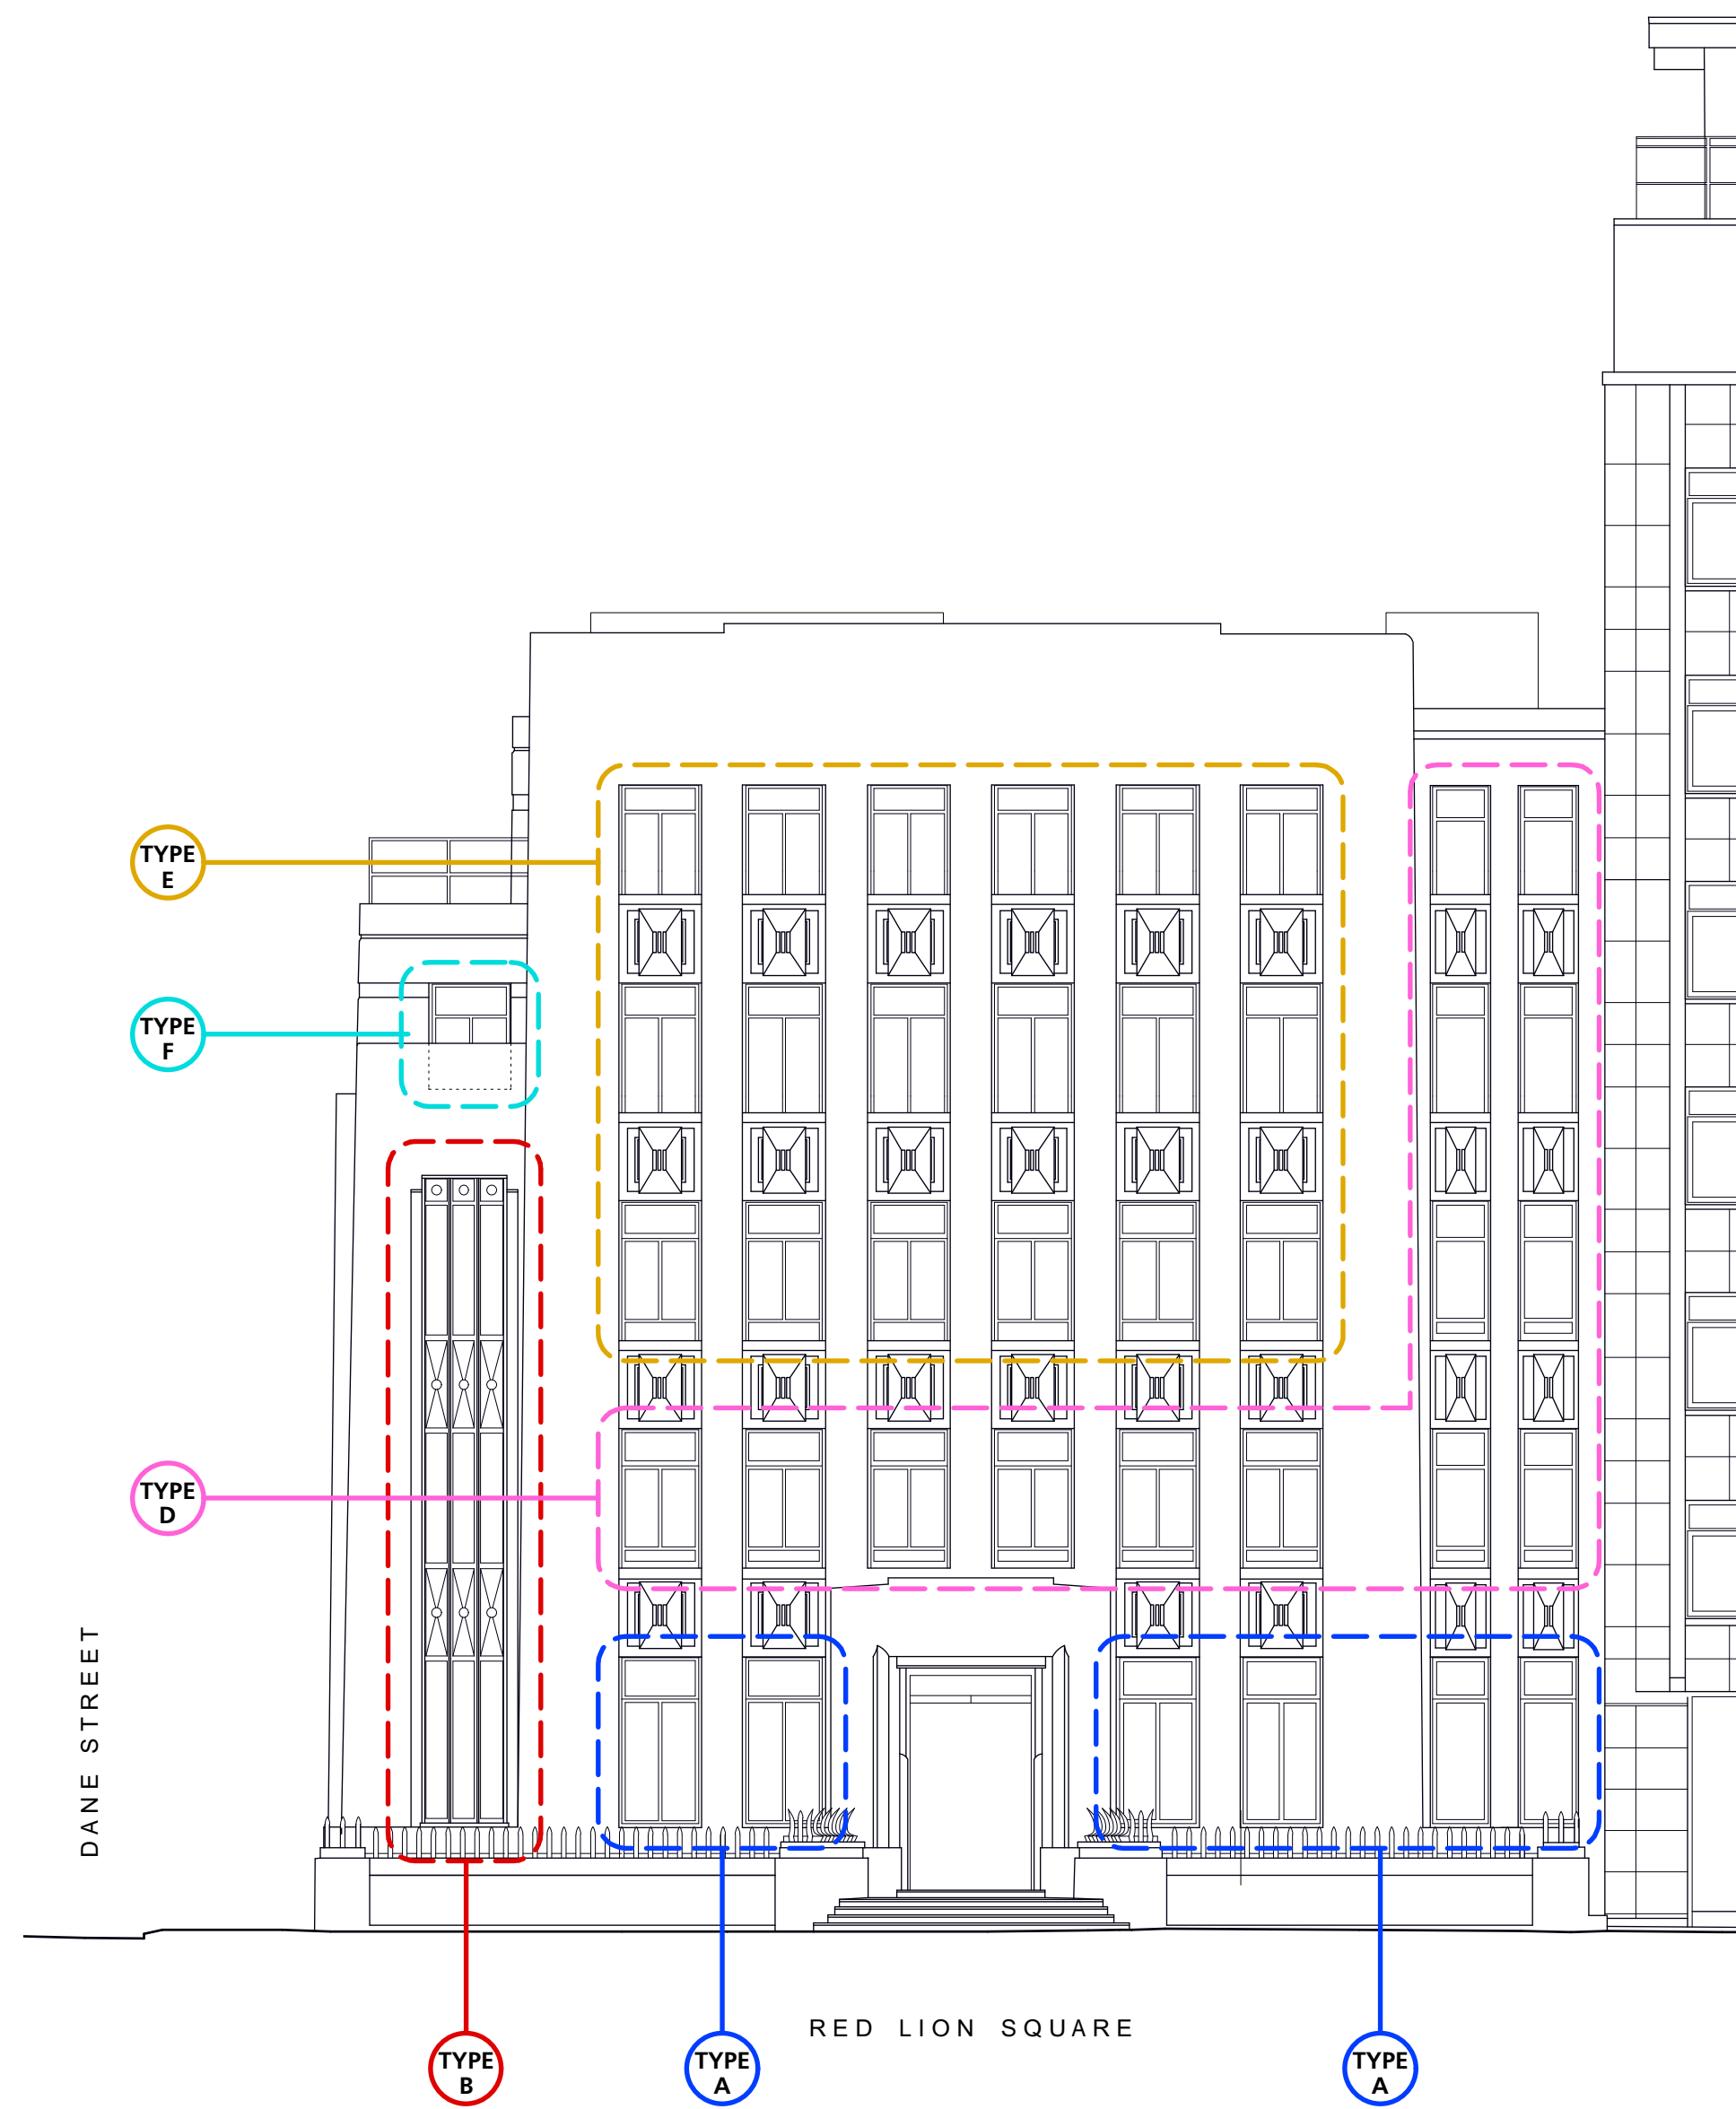 TYPE
E
TYPE
F
TYPE
D
DANE STREET
RED LION SQUARE
TYPE
B
TYPE
A
TYPE
A